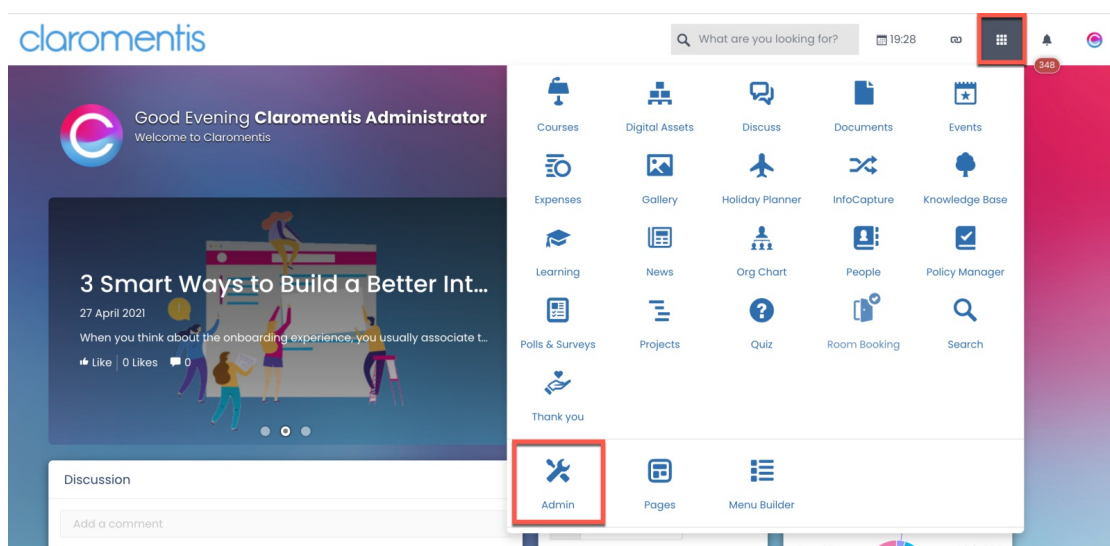 claromentis
What are you looking for?
19:28
348
Good Evening Claromentis Administrator
Welcome to Claromentis
3 Smart Ways to Build a Better Int...
27 April 2021
When you think about the onboarding experience, you usually associate t...
Like 0 Likes 0
Discussion
Add a comment
Courses Digital Assets Discuss Documents Events
Expenses Gallery Holiday Planner InfoCapture Knowledge Base
Learning News Org Chart People Policy Manager
Polls & Surveys Projects Quiz Room Booking Search
Thank you
Admin Pages Menu Builder